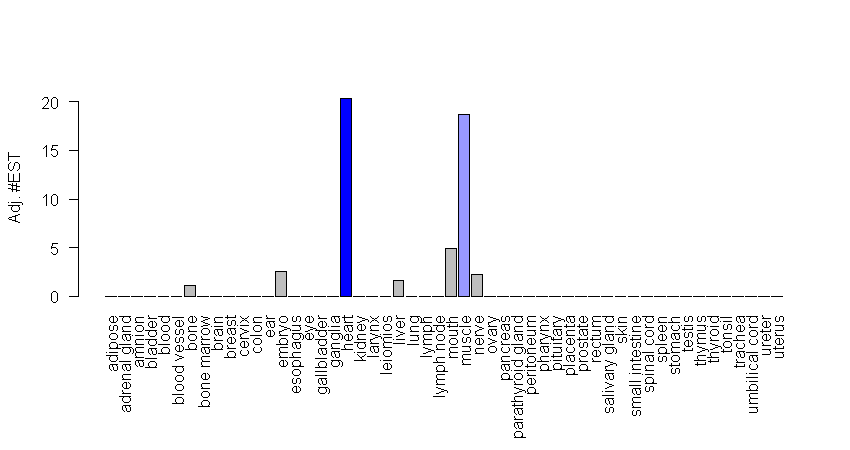 Adj. #EST
20
15
10
5
0
adipose
adrenal gland
amnion
bladder
blood
blood vessel
bone
bone marrow
brain
breast
cervix
colon
ear
embryo
esophagus
eye
gallbladder
ganglia
heart
kidney
larynx
leiomios
liver
lung
lymph
lymph node
mouth
muscle
nerve
ovary
pancreas
parathyroid gland
peritoneum
pharynx
pituitary
placenta
prostate
rectum
salivary gland
skin
small intestine
spinal cord
spleen
stomach
testis
thymus
thyroid
tonsil
trachea
umbilical cord
ureter
uterus